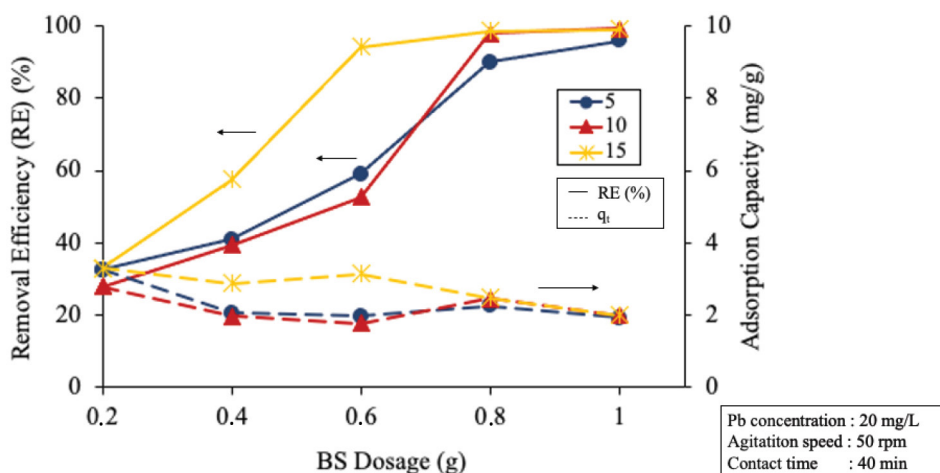 Removal Efficiency (RE) (%)
100
80
60
40
20
0
0.2 0.4 0.6 0.8 1
BS Dosage (g)
10
8
6
4
2
0
Adsorption Capacity (mg/g)
5
10
15
RE (%)
qₜ
Pb concentration : 20 mg/L
Agitatiton speed : 50 rpm
Contact time : 40 min